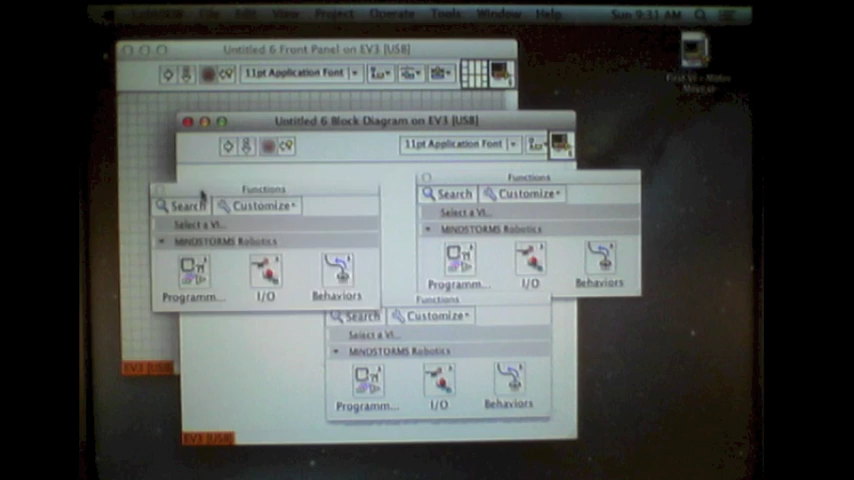 LabVIEW File Edit View Project Operate Tools Window Help Sun 9:31 AM
Untitled 6 Front Panel on EV3 [USB]
11pt Application Font
Untitled 6 Block Diagram on EV3 [USB]
11pt Application Font
Functions
Search Customize
Select a VI...
MINDSTORMS Robotics
Programm... I/O Behaviors
Functions
Search Customize
Select a VI...
MINDSTORMS Robotics
Programm... I/O Behaviors
Functions
Search Customize
Select a VI...
MINDSTORMS Robotics
Programm... I/O Behaviors
EV3 [USB]
EV3 [USB]